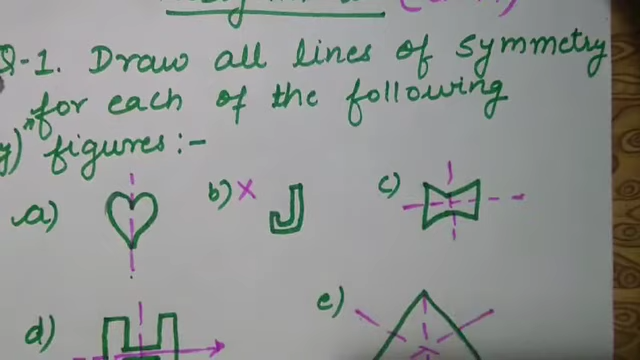 Q-1. Draw all lines of symmetry
for each of the following
figures:-
a)
b) x
J
c)
d)
e)